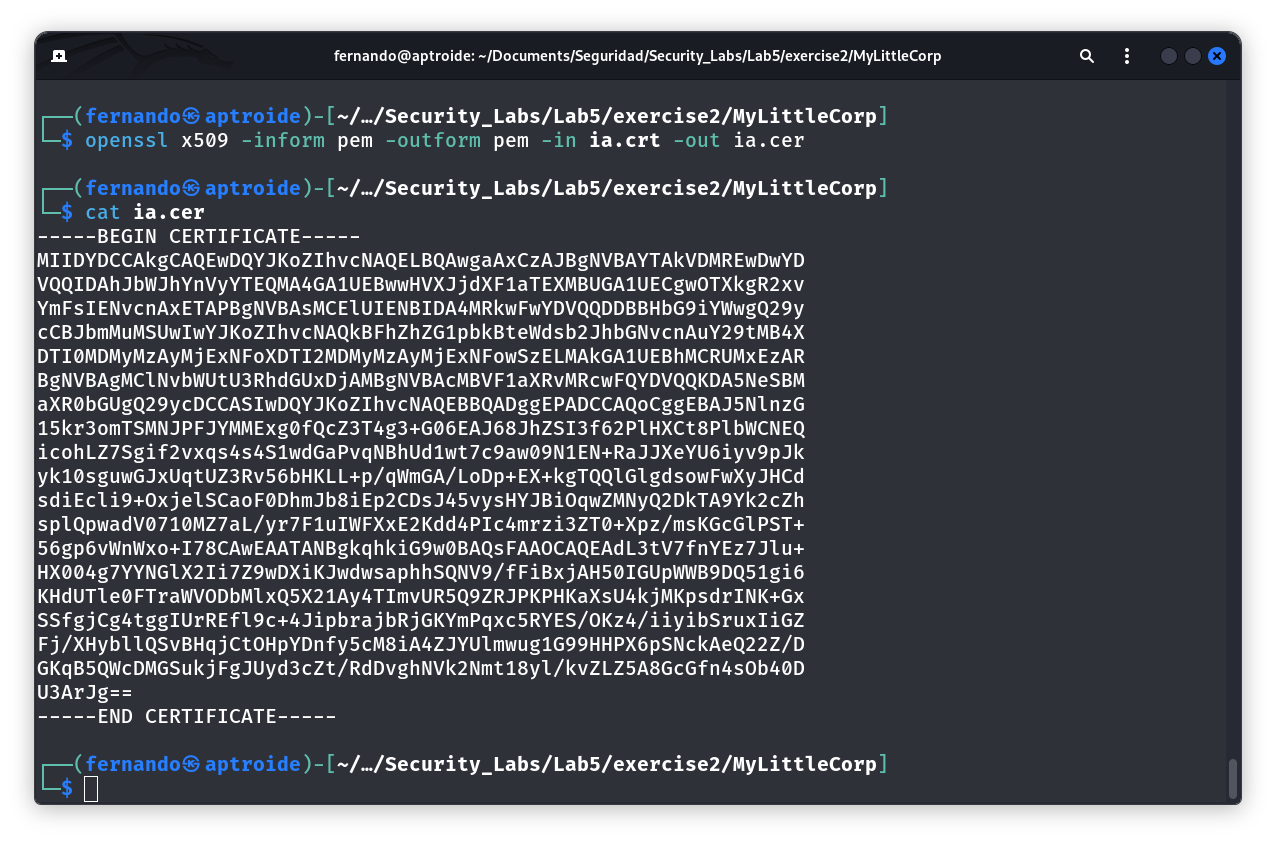 fernando@aptroide: ~/Documents/Seguridad/Security_Labs/Lab5/exercise2/MyLittleCorp
┌──(fernando㉿aptroide)-[~/…/Security_Labs/Lab5/exercise2/MyLittleCorp]
└─$ openssl x509 -inform pem -outform pem -in ia.crt -out ia.cer
┌──(fernando㉿aptroide)-[~/…/Security_Labs/Lab5/exercise2/MyLittleCorp]
└─$ cat ia.cer
-----BEGIN CERTIFICATE-----
MIIDYDCCAkgCAQEwDQYJKoZIhvcNAQELBQAwgaAxCzAJBgNVBAYTAkVDMREwDwYD
VQQIDAhJbWJhYnVyYTEQMA4GA1UEBwwHVXJjdXF1aTEXMBUGA1UECgwOTXkgR2xv
YmFsIENvcnAxETAPBgNVBAsMCElUIENBIDA4MRkwFwYDVQQDDBBHbG9iYWwgQ29y
cCBJbmMuMSUwIwYJKoZIhvcNAQkBFhZhZG1pbkBteWdsb2JhbGNvcnAuY29tMB4X
DTI0MDMyMzAyMjExNFoXDTI2MDMyMzAyMjExNFowSzELMAkGA1UEBhMCRUMxEzAR
BgNVBAgMClNvbWUtU3RhdGUxDjAMBgNVBAcMBVF1aXRvMRcwFQYDVQQKDA5NeSBM
aXR0bGUgQ29ycDCCASIwDQYJKoZIhvcNAQEBBQADggEPADCCAQoCggEBAJ5NlnzG
15kr3omTSMNJPFJYMMExg0fQcZ3T4g3+G06EAJ68JhZSI3f62PlHXCt8PlbWCNEQ
icohLZ7Sgif2vxqs4s4S1wdGaPvqNBhUd1wt7c9aw09N1EN+RaJJXeYU6iyv9pJk
yk10sguwGJxUqtUZ3Rv56bHKLL+p/qWmGA/LoDp+EX+kgTQQlGlgdsowFwXyJHCd
sdiEcli9+OxjelSCaoF0DhmJb8iEp2CDsJ45vysHYJBiOqwZMNyQ2DkTA9Yk2cZh
splQpwadV0710MZ7aL/yr7F1uIWFXxE2Kdd4PIc4mrzi3ZT0+Xpz/msKGcGlPST+
56gp6vWnWxo+I78CAwEAATANBgkqhkiG9w0BAQsFAAOCAQEAdL3tV7fnYEz7Jlu+
HX004g7YYNGlX2Ii7Z9wDXiKJwdwsaphhSQNV9/fFiBxjAH50IGUpWWB9DQ51gi6
KHdUTle0FTraWVODbMlxQ5X21Ay4TImvUR5Q9ZRJPKPHKaXsU4kjMKpsdrINK+Gx
SSfgjCg4tggIUrREfl9c+4JipbrajbRjGKYmPqxc5RYES/OKz4/iiyibSruxIiGZ
Fj/XHybllQSvBHqjCtOHpYDnfy5cM8iA4ZJYUlmwug1G99HHPX6pSNckAeQ22Z/D
GKqB5QWcDMGSukjFgJUyd3cZt/RdDvghNVk2Nmt18yl/kvZLZ5A8GcGfn4sOb40D
U3ArJg==
-----END CERTIFICATE-----
┌──(fernando㉿aptroide)-[~/…/Security_Labs/Lab5/exercise2/MyLittleCorp]
└─$